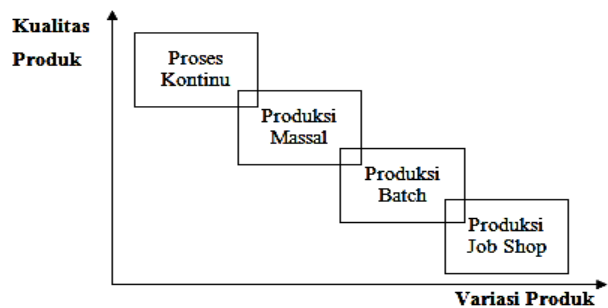 Kualitas
Produk
Proses
Kontinu
Produksi
Massal
Produksi
Batch
Produksi
Job Shop
Variasi Produk